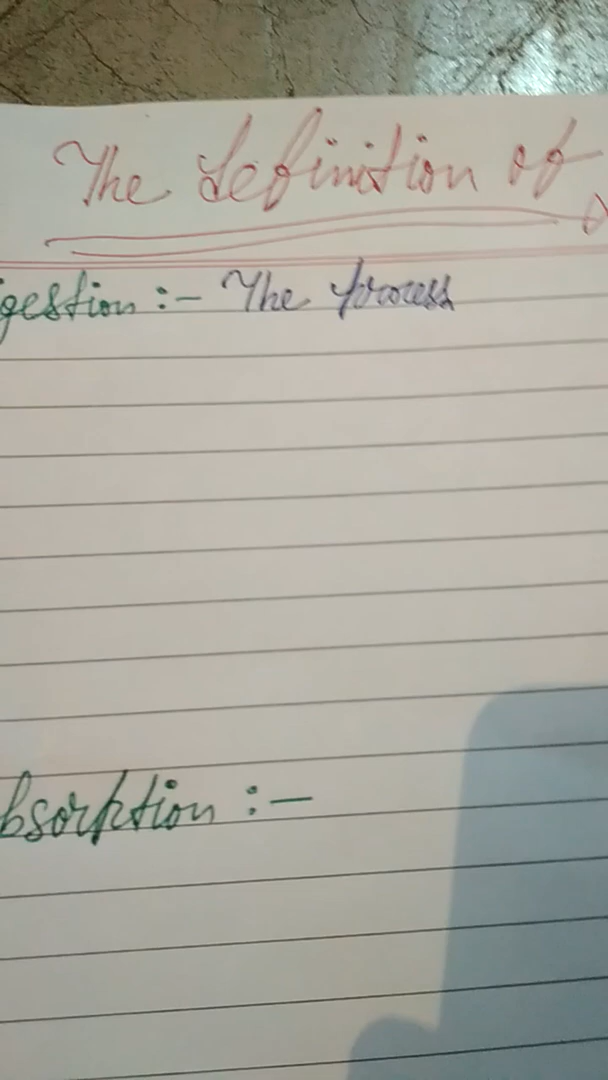 The definition of
gestion :- The process
bsorption :-